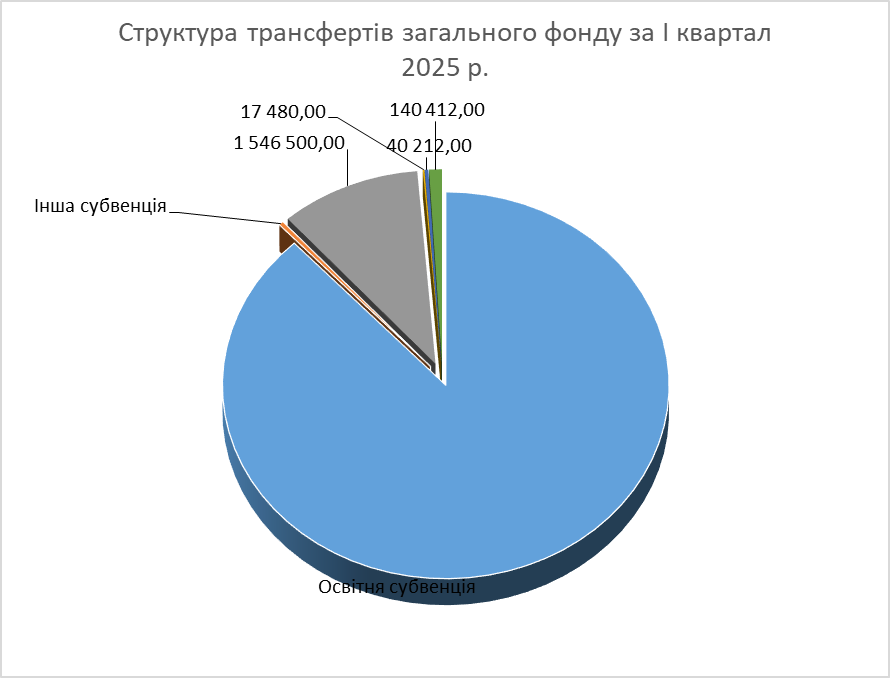 Структура трансфертів загального фонду за І квартал
2025 р.
17 480,00
140 412,00
1 546 500,00
40 212,00
Інша субвенція
Освітня субвенція